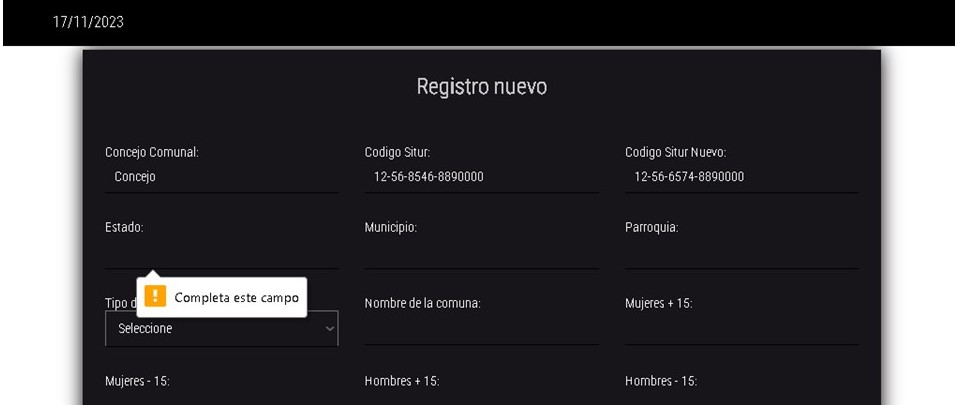 17/11/2023
Registro nuevo
Concejo Comunal:
Codigo Situr:
Codigo Situr Nuevo:
Concejo
12-56-8546-8890000
12-56-6574-8890000
Estado:
Municipio:
Parroquia:
Completa este campo
Tipo d
Nombre de la comuna:
Mujeres + 15:
Seleccione
Mujeres - 15:
Hombres + 15:
Hombres - 15: